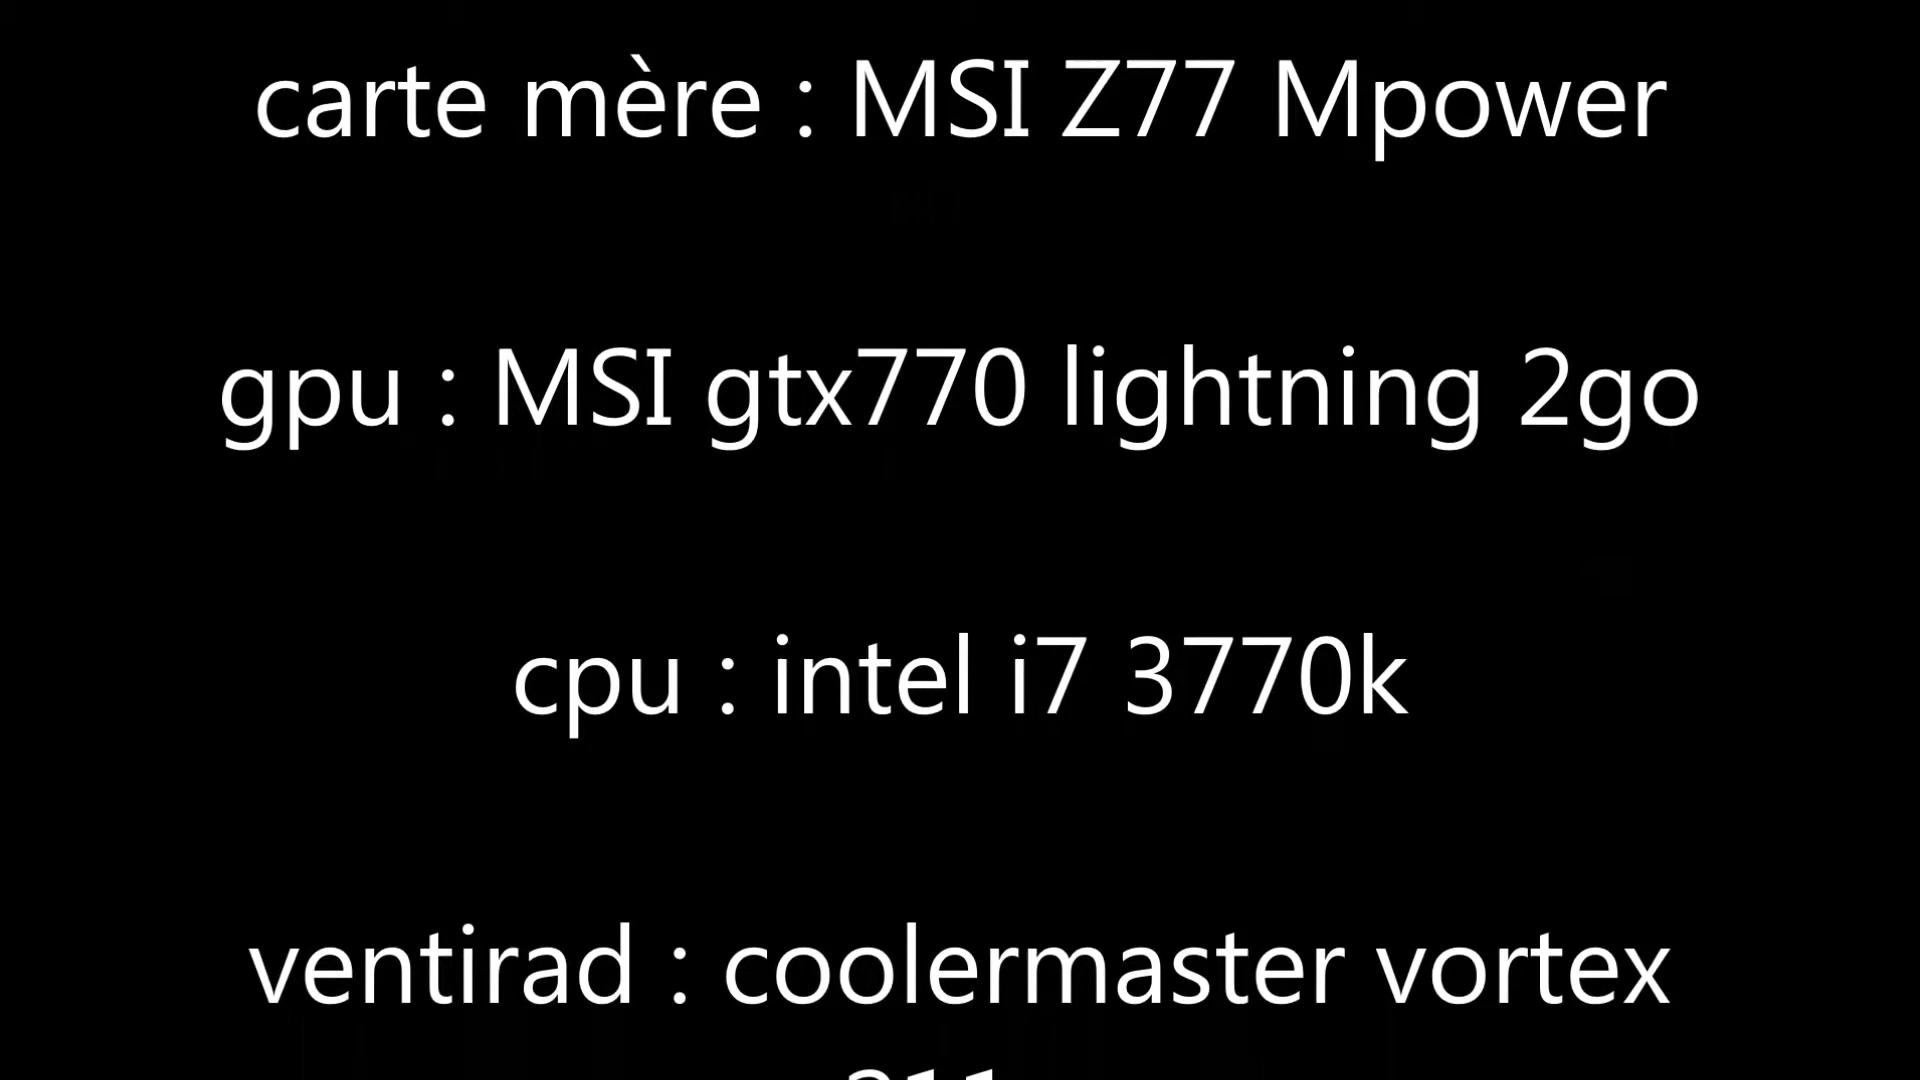 carte mère : MSI Z77 Mpower
gpu : MSI gtx770 lightning 2go
cpu : intel i7 3770k
ventirad : coolermaster vortex